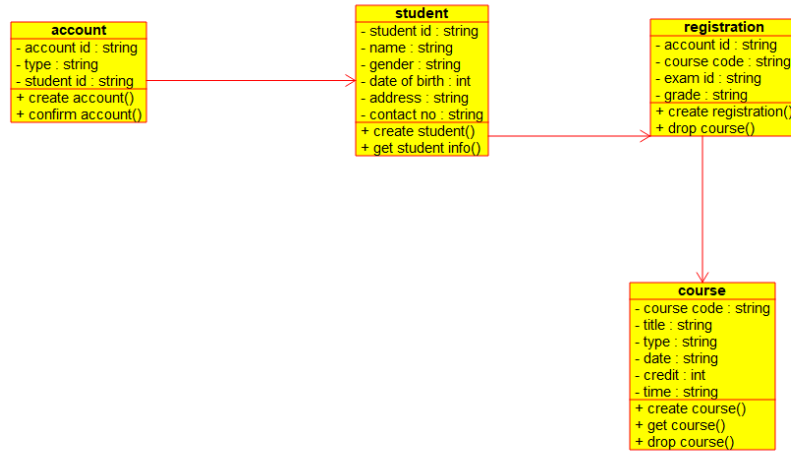 account
- account id : string
- type : string
- student id : string
+ create account()
+ confirm account()
student
- student id : string
- name : string
- gender : string
- date of birth : int
- address : string
- contact no : string
+ create student()
+ get student info()
registration
- account id : string
- course code : string
- exam id : string
- grade : string
+ create registration()
+ drop course()
course
- course code : string
- title : string
- type : string
- date : string
- credit : int
- time : string
+ create course()
+ get course()
+ drop course()